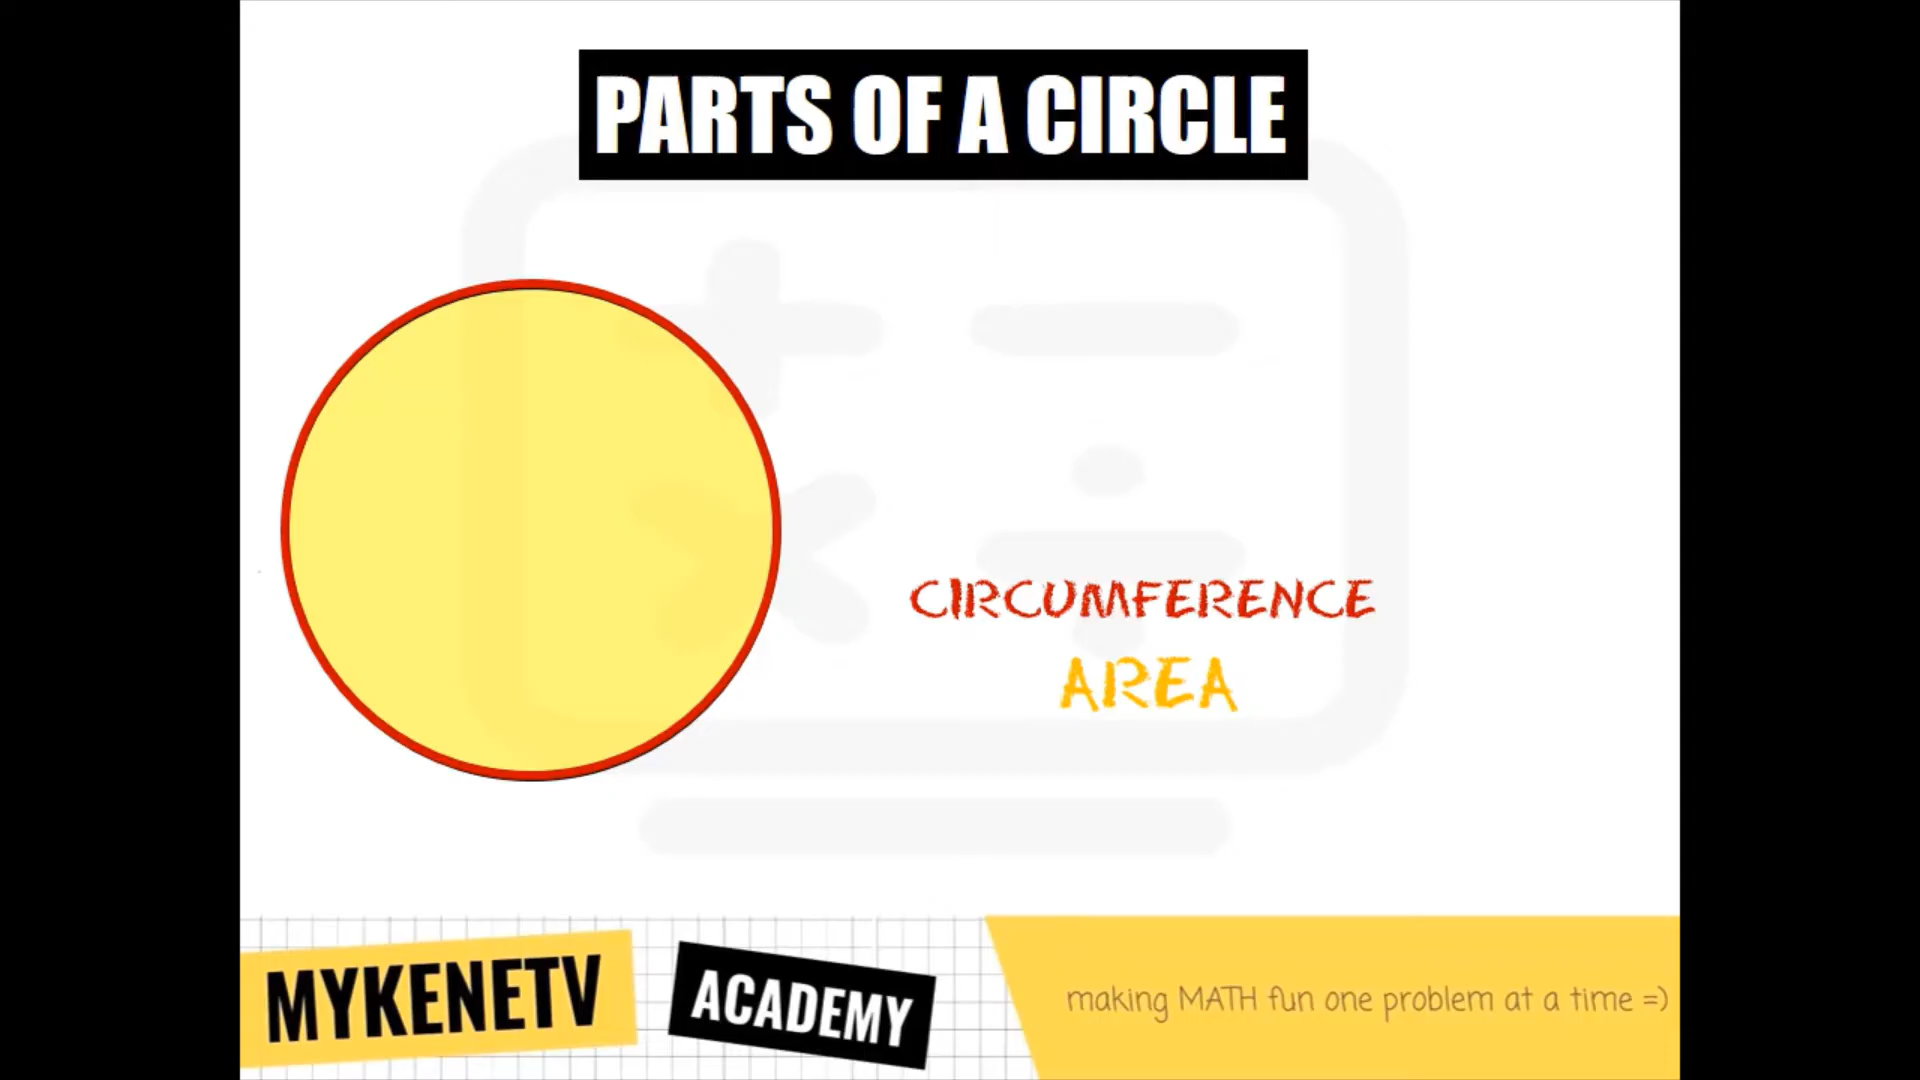 PARTS OF A CIRCLE
CIRCUMFERENCE
AREA
MYKENETV ACADEMY
making MATH fun one problem at a time =)